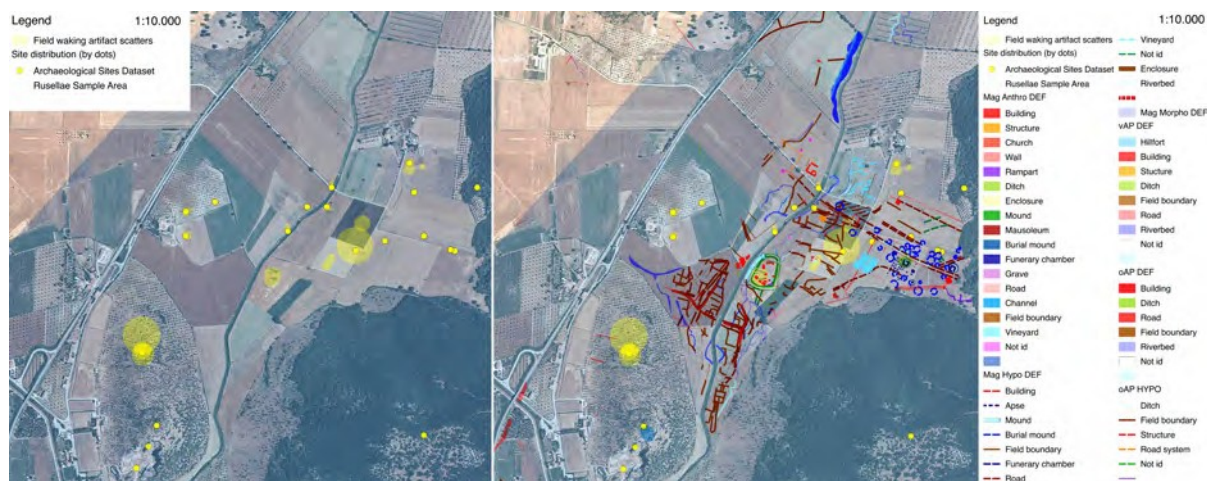 Legend 1:10.000
Field waking artifact scatters
Site distribution (by dots)
Archaeological Sites Dataset
Rusellae Sample Area
Legend 1:10.000
Field waking artifact scatters
Site distribution (by dots)
Archaeological Sites Dataset
Rusellae Sample Area
Mag Anthro DEF
Building
Structure
Church
Wall
Rampart
Ditch
Enclosure
Mound
Mausoleum
Burial mound
Funerary chamber
Grave
Road
Channel
Field boundary
Vineyard
Not id
Mag Hypo DEF
Building
Apse
Mound
Burial mound
Field boundary
Funerary chamber
Road
Vineyard
Not id
Enclosure
Riverbed
Mag Morpho DEF
vAP DEF
Hillfort
Building
Stucture
Ditch
Field boundary
Road
Riverbed
Not id
oAP DEF
Building
Ditch
Road
Field boundary
Riverbed
Not id
oAP HYPO
Ditch
Field boundary
Structure
Road system
Not id